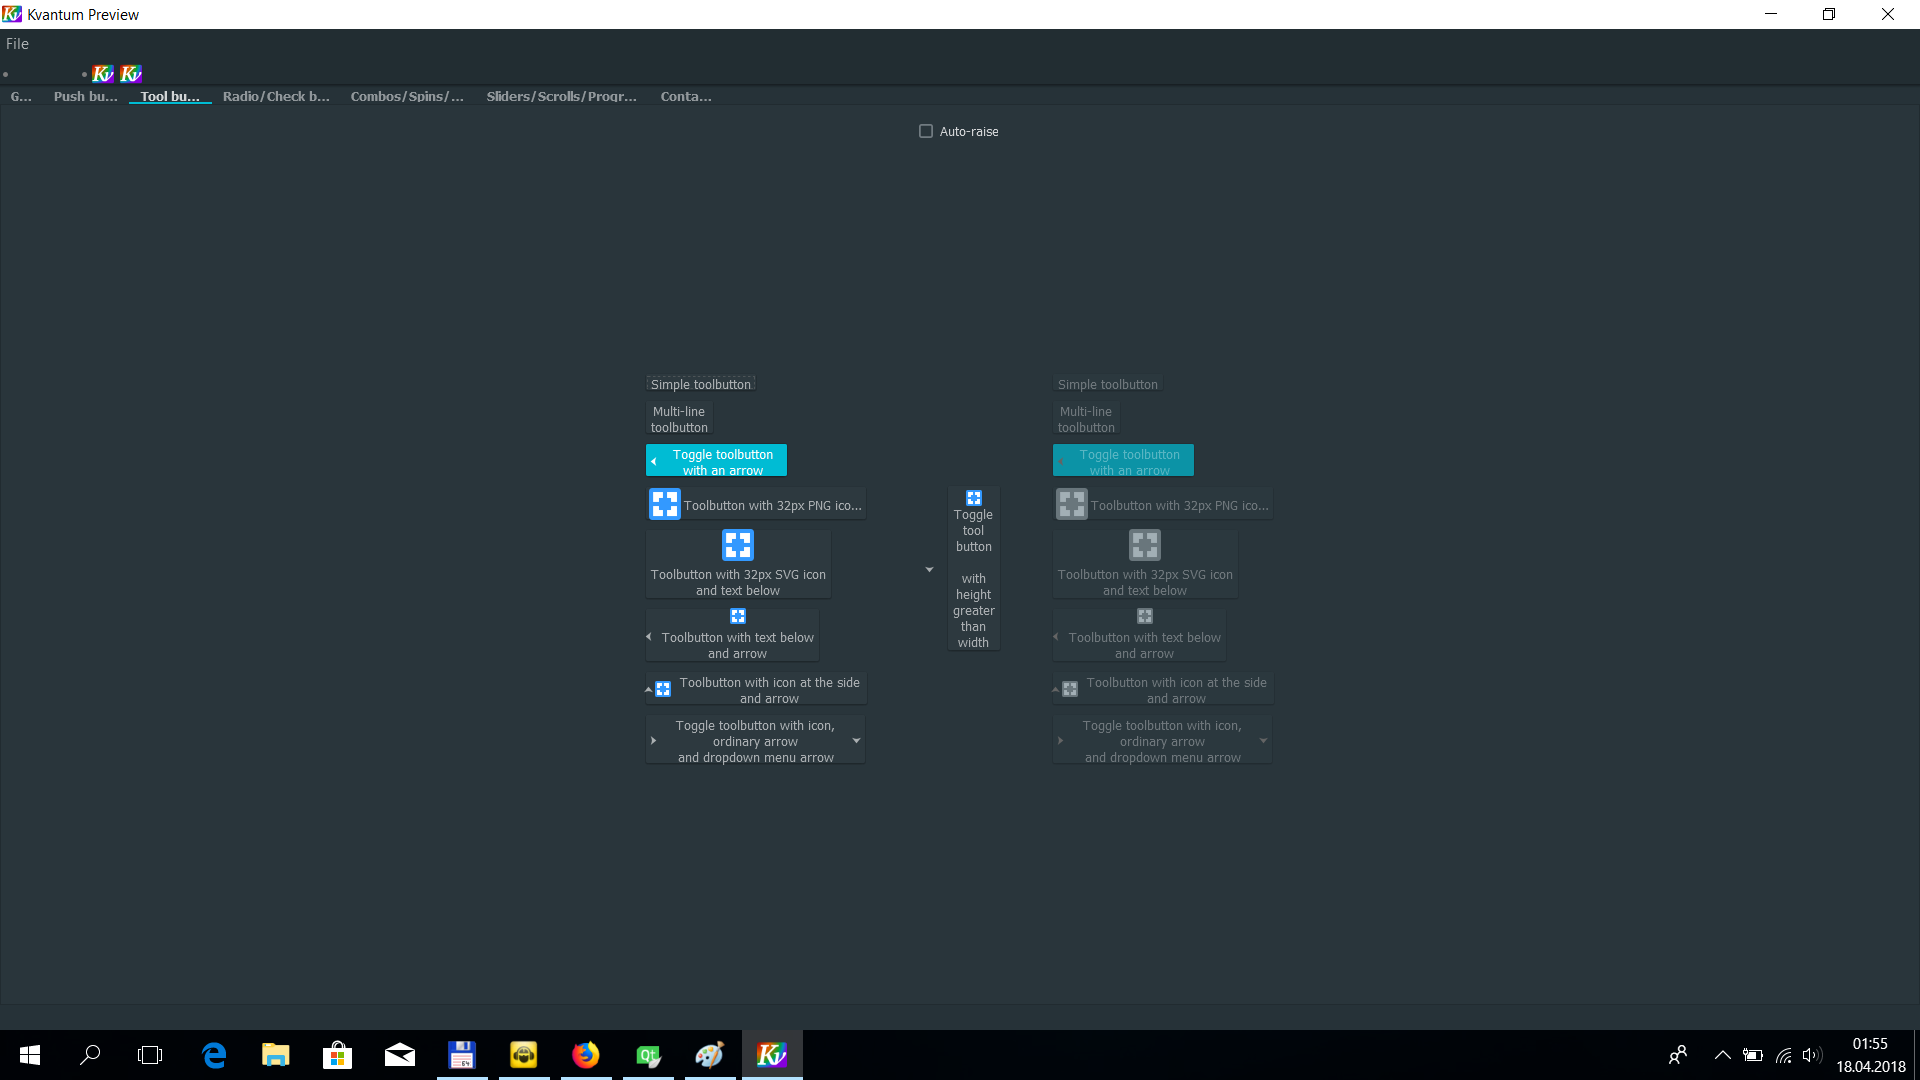 Kvantum Preview
File
Kv Kv
G... Push bu... Tool bu... Radio/Check b... Combos/Spins/... Sliders/Scrolls/Progr... Conta...
Auto-raise
Simple toolbutton
Multi-line
toolbutton
Toggle toolbutton
with an arrow
Toolbutton with 32px PNG ico...
Toolbutton with 32px SVG icon
and text below
Toolbutton with text below
and arrow
Toolbutton with icon at the side
and arrow
Toggle toolbutton with icon,
ordinary arrow
and dropdown menu arrow
Toggle
tool
button
with
height
greater
than
width
Simple toolbutton
Multi-line
toolbutton
Toggle toolbutton
with an arrow
Toolbutton with 32px PNG ico...
Toolbutton with 32px SVG icon
and text below
Toolbutton with text below
and arrow
Toolbutton with icon at the side
and arrow
Toggle toolbutton with icon,
ordinary arrow
and dropdown menu arrow
64
Qt
Kv
01:55
18.04.2018